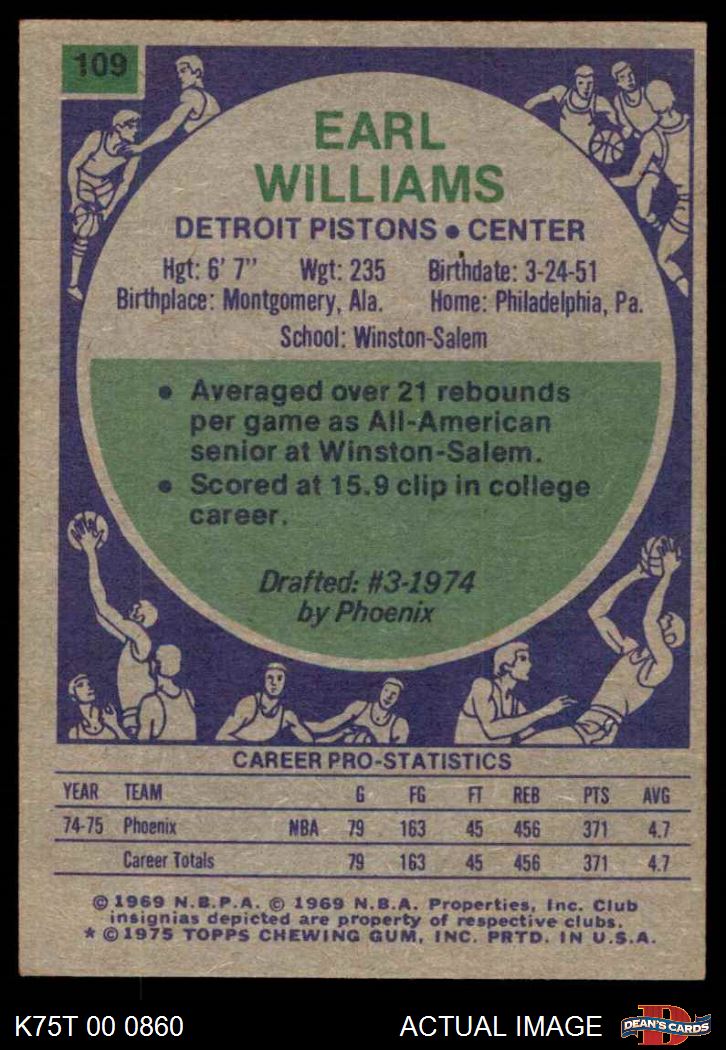 109
EARL
WILLIAMS
DETROIT PISTONS • CENTER
Hgt: 6' 7" Wgt: 235 Birthdate: 3-24-51
Birthplace: Montgomery, Ala. Home: Philadelphia, Pa.
School: Winston-Salem
• Averaged over 21 rebounds
per game as All-American
senior at Winston-Salem.
• Scored at 15.9 clip in college
career.
Drafted: #3-1974
by Phoenix
CAREER PRO-STATISTICS
YEAR TEAM G FG FT REB PTS AVG
74-75 Phoenix NBA 79 163 45 456 371 4.7
Career Totals 79 163 45 456 371 4.7
© 1969 N.B.P.A. © 1969 N.B.A. Properties, Inc. Club
insignias depicted are property of respective clubs.
* © 1975 TOPPS CHEWING GUM, INC. PRTD. IN U.S.A.
K75T 00 0860 ACTUAL IMAGE D DEAN'S CARDS